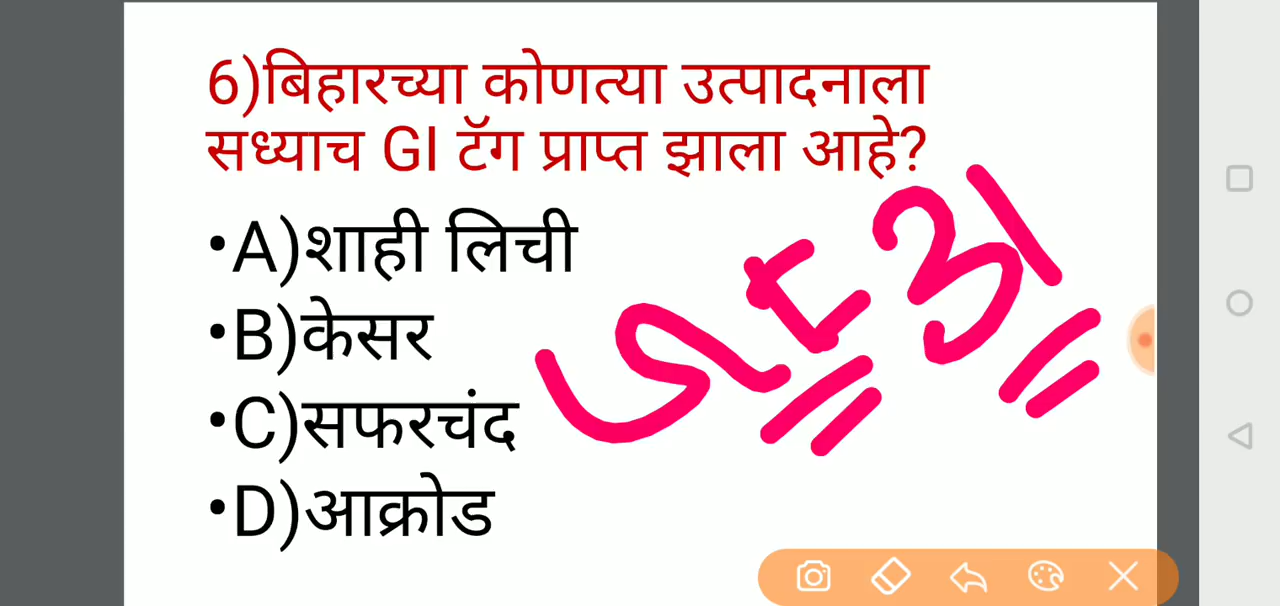 6)बिहारच्या कोणत्या उत्पादनाला
सध्याच GI टॅग प्राप्त झाला आहे?
•A)शाही लिची
•B)केसर
•C)सफरचंद
•D)आक्रोड